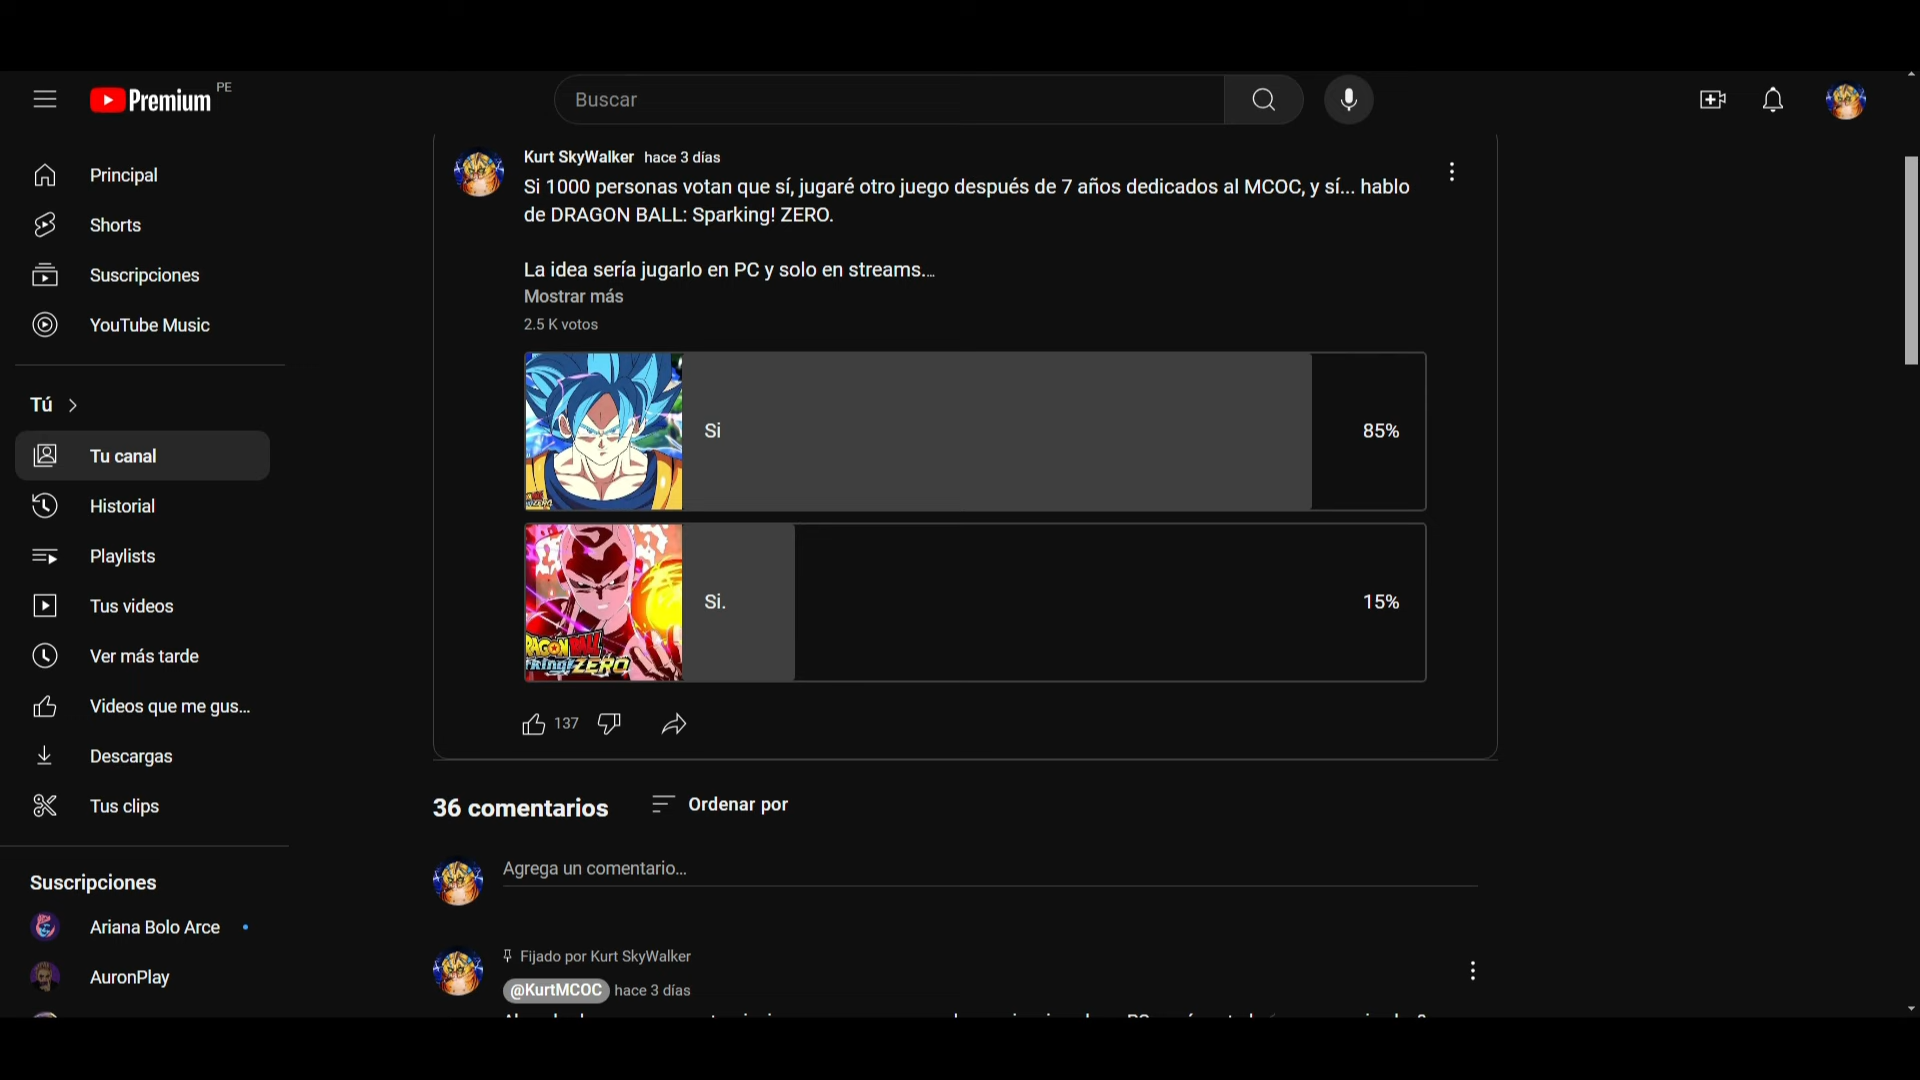 Premium PE
Buscar
Principal
Shorts
Suscripciones
YouTube Music
Tú
Tu canal
Historial
Playlists
Tus videos
Ver más tarde
Videos que me gus...
Descargas
Tus clips
Suscripciones
Ariana Bolo Arce
AuronPlay
Kurt SkyWalker hace 3 días
Si 1000 personas votan que sí, jugaré otro juego después de 7 años dedicados al MCOC, y sí... hablo
de DRAGON BALL: Sparking! ZERO.
La idea sería jugarlo en PC y solo en streams....
Mostrar más
2.5 K votos
Si
85%
Si.
15%
137
36 comentarios
Ordenar por
Agrega un comentario...
Fijado por Kurt SkyWalker
@KurtMCOC hace 3 días